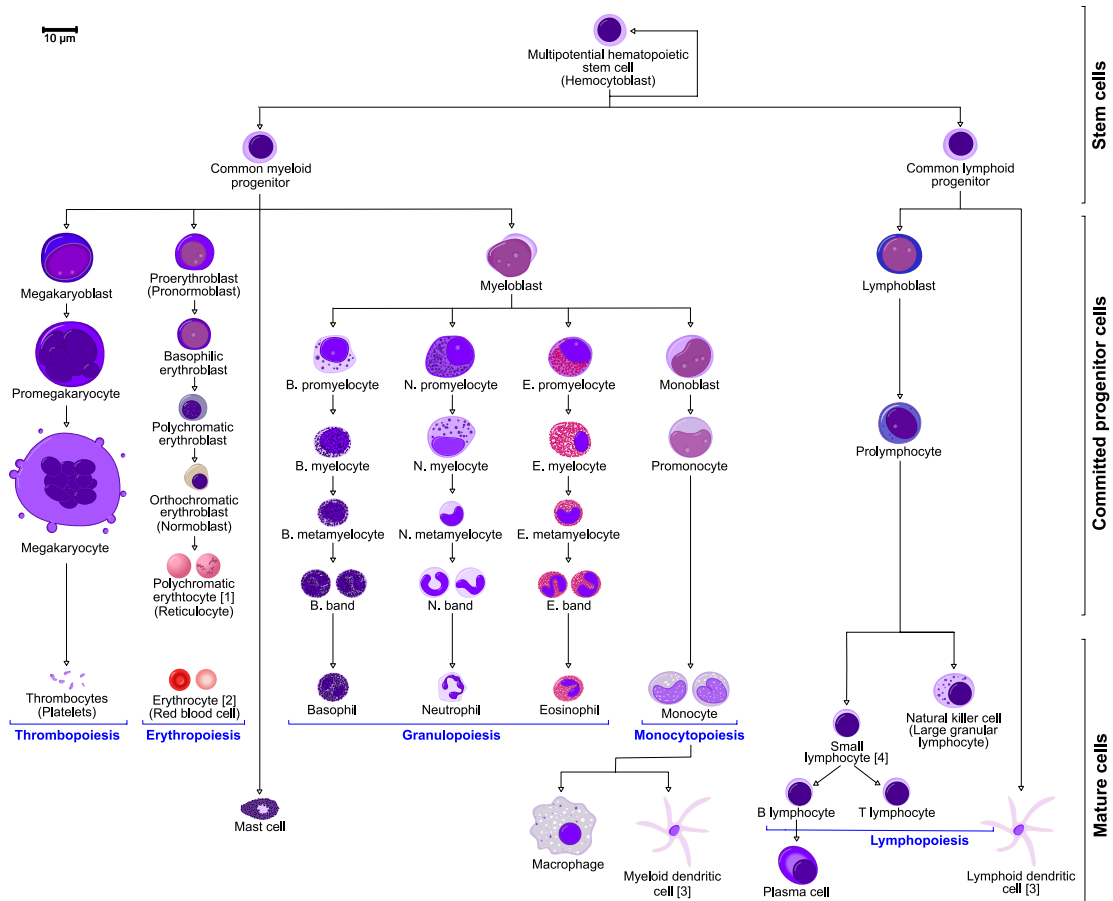 10 µm
Multipotential hematopoietic
stem cell
(Hemocytoblast)
Stem cells
Common myeloid
progenitor
Common lymphoid
progenitor
Megakaryoblast
Proerythroblast
(Pronormoblast)
Myeloblast
Lymphoblast
Committed progenitor cells
Basophilic
erythroblast
Promegakaryocyte
B. promyelocyte
N. promyelocyte
E. promyelocyte
Monoblast
Polychromatic
erythroblast
B. myelocyte
N. myelocyte
E. myelocyte
Promonocyte
Prolymphocyte
Orthochromatic
erythroblast
(Normoblast)
Megakaryocyte
B. metamyelocyte
N. metamyelocyte
E. metamyelocyte
Polychromatic
erythtocyte [1]
(Reticulocyte)
B. band
N. band
E. band
Mature cells
Thrombocytes
(Platelets)
Erythrocyte [2]
(Red blood cell)
Basophil
Neutrophil
Eosinophil
Monocyte
Natural killer cell
(Large granular
lymphocyte)
Thrombopoiesis
Erythropoiesis
Granulopoiesis
Monocytopoiesis
Small
lymphocyte [4]
Mast cell
B lymphocyte
T lymphocyte
Lymphopoiesis
Macrophage
Myeloid dendritic
cell [3]
Plasma cell
Lymphoid dendritic
cell [3]